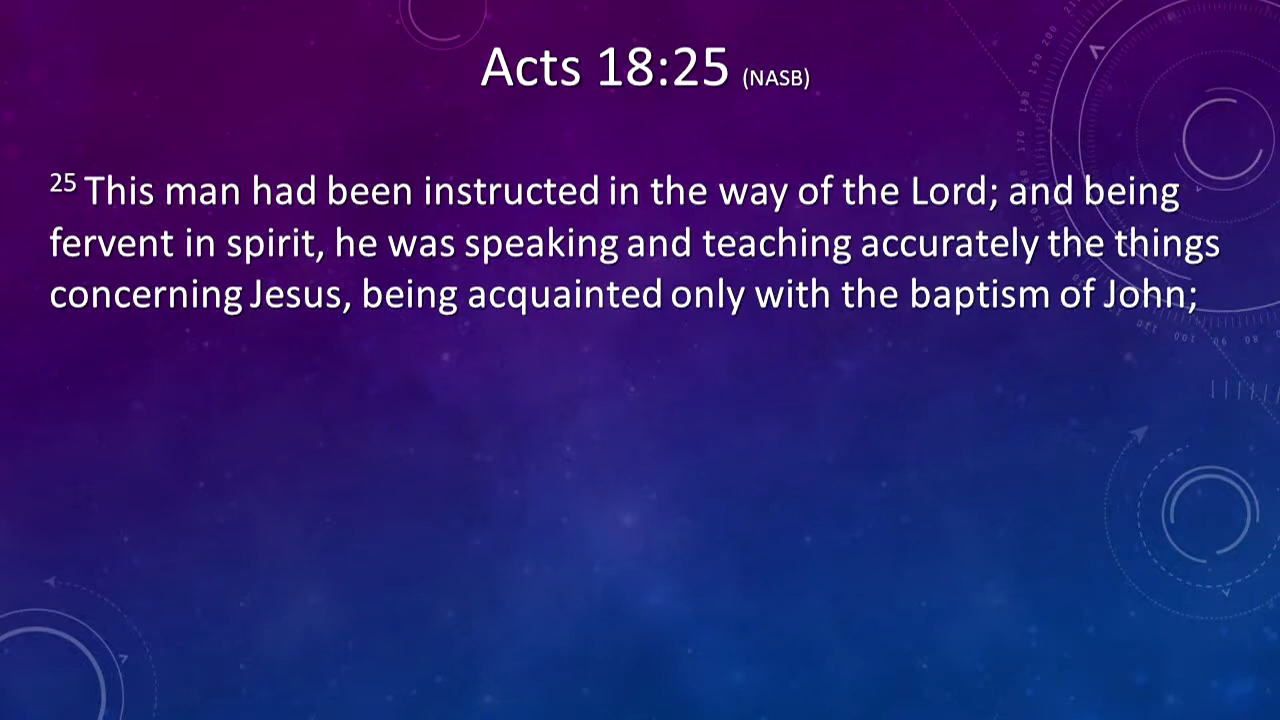 Acts 18:25 (NASB)
25 This man had been instructed in the way of the Lord; and being
fervent in spirit, he was speaking and teaching accurately the things
concerning Jesus, being acquainted only with the baptism of John;